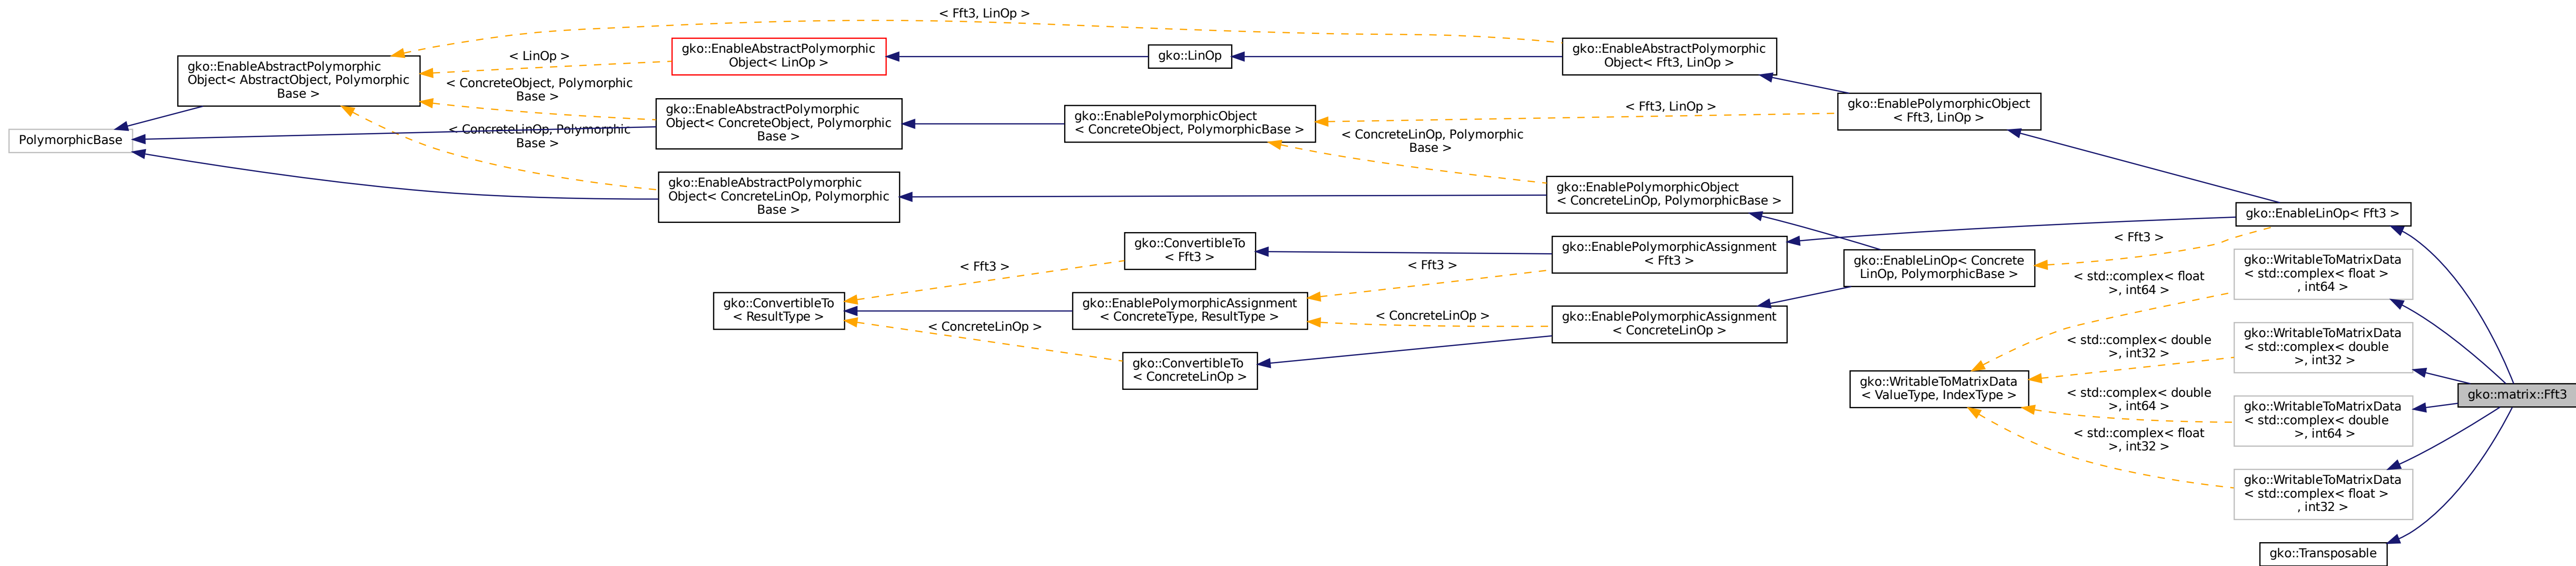 < Fft3, LinOp >
gko::EnableAbstractPolymorphic
Object< AbstractObject, Polymorphic
Base >
< LinOp >
gko::EnableAbstractPolymorphic
Object< LinOp >
gko::LinOp
gko::EnableAbstractPolymorphic
Object< Fft3, LinOp >
< ConcreteObject, Polymorphic
Base >
gko::EnableAbstractPolymorphic
Object< ConcreteObject, Polymorphic
Base >
gko::EnablePolymorphicObject
< ConcreteObject, PolymorphicBase >
< Fft3, LinOp >
gko::EnablePolymorphicObject
< Fft3, LinOp >
PolymorphicBase
< ConcreteLinOp, Polymorphic
Base >
< ConcreteLinOp, Polymorphic
Base >
gko::EnableAbstractPolymorphic
Object< ConcreteLinOp, Polymorphic
Base >
gko::EnablePolymorphicObject
< ConcreteLinOp, PolymorphicBase >
gko::EnableLinOp< Fft3 >
gko::ConvertibleTo
< Fft3 >
gko::EnablePolymorphicAssignment
< Fft3 >
gko::EnableLinOp< Concrete
LinOp, PolymorphicBase >
< Fft3 >
< Fft3 >
< Fft3 >
gko::WritableToMatrixData
< std::complex< float >
, int64 >
< std::complex< float
>, int64 >
gko::ConvertibleTo
< ResultType >
gko::EnablePolymorphicAssignment
< ConcreteType, ResultType >
< ConcreteLinOp >
< ConcreteLinOp >
gko::EnablePolymorphicAssignment
< ConcreteLinOp >
gko::ConvertibleTo
< ConcreteLinOp >
< std::complex< double
>, int32 >
gko::WritableToMatrixData
< std::complex< double
>, int32 >
gko::WritableToMatrixData
< ValueType, IndexType >
< std::complex< double
>, int64 >
gko::WritableToMatrixData
< std::complex< double
>, int64 >
gko::matrix::Fft3
< std::complex< float
>, int32 >
gko::WritableToMatrixData
< std::complex< float >
, int32 >
gko::Transposable